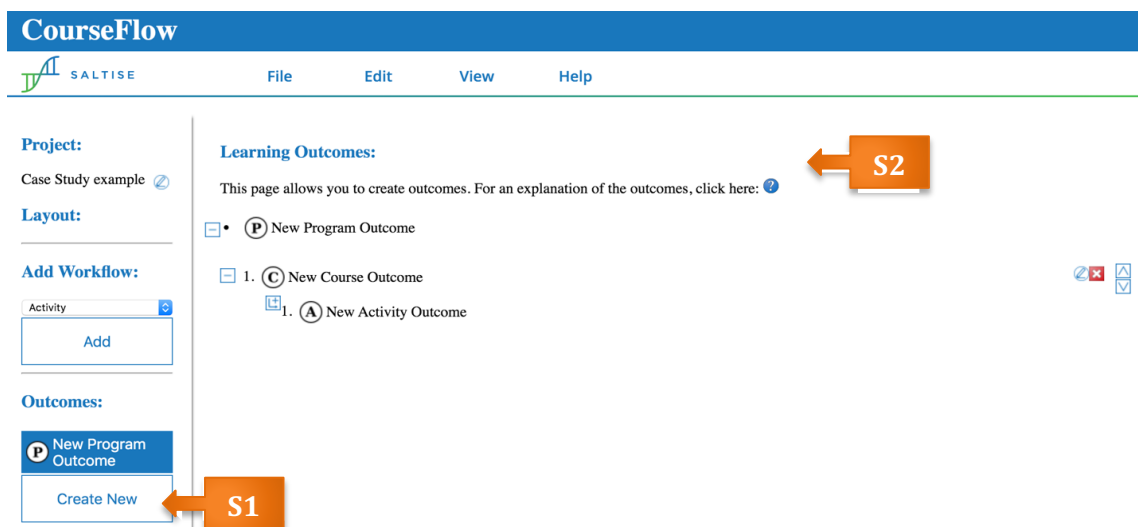 CourseFlow
SALTISE
File Edit View Help
Project:
Case Study example
Layout:
Add Workflow:
Activity
Add
Outcomes:
P New Program
Outcome
Create New
S1
Learning Outcomes:
S2
This page allows you to create outcomes. For an explanation of the outcomes, click here: ?
• P New Program Outcome
1. C New Course Outcome
1. A New Activity Outcome